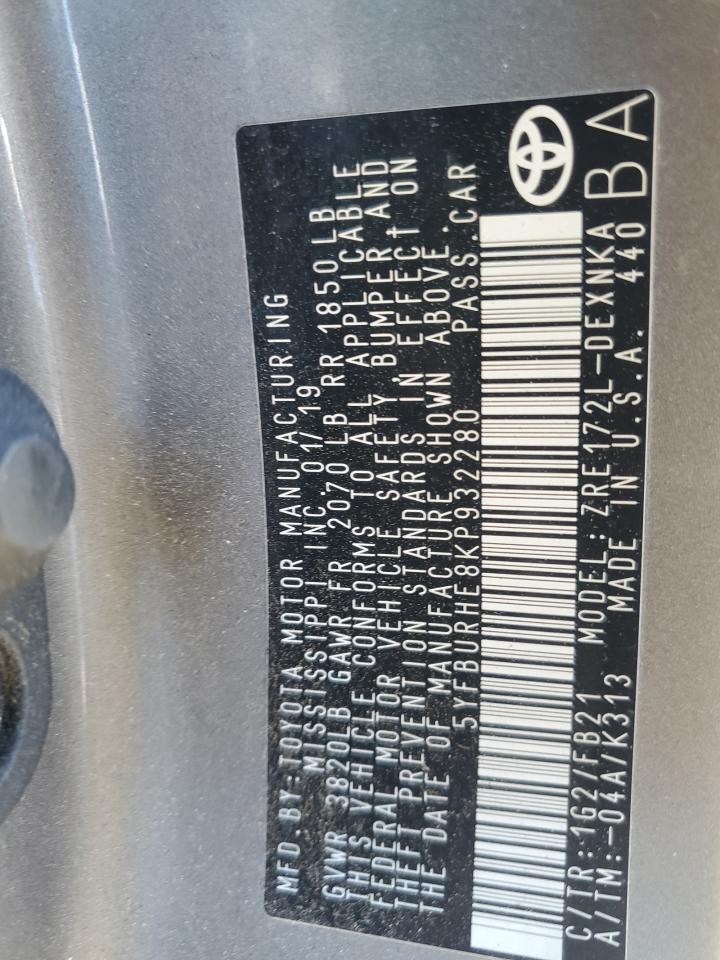 MFD.BY:TOYOTA MOTOR MANUFACTURING
MISSISSIPPI INC. 01/19
GVWR 3820LB GAWR FR 2070 LB RR 1850 LB
THIS VEHICLE CONFORMS TO ALL APPLICABLE
FEDERAL MOTOR VEHICLE SAFETY, BUMPER AND
THEFT PREVENTION STANDARDS IN EFFECT ON
THE DATE OF MANUFACTURE SHOWN ABOVE.
5YFBURHE8KP932280 PASS.CAR
C/TR:1G2/FB21 MODEL:ZRE172L-DEXNKA
A/TM:-04A/K313 MADE IN U.S.A. 440
BA